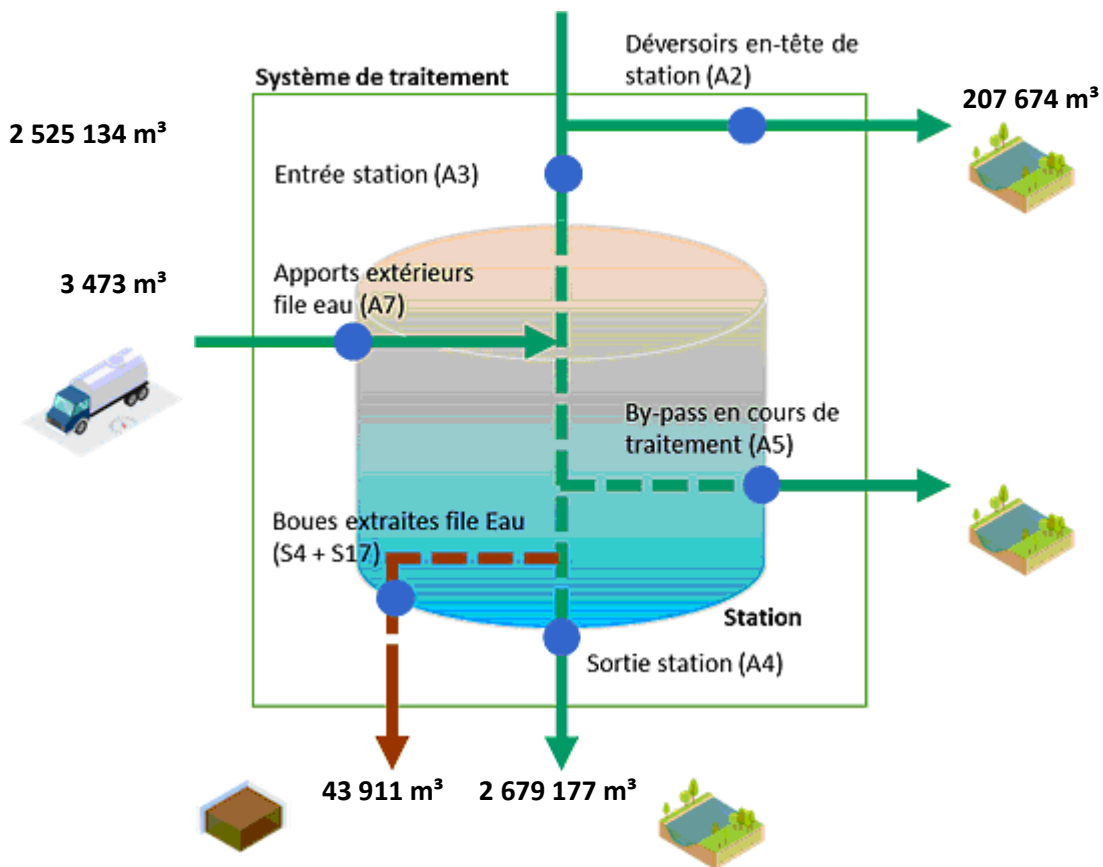 Déversoirs en-tête de
station (A2)
Système de traitement
207 674 m³
2 525 134 m³
Entrée station (A3)
Apports extérieurs
file eau (A7)
3 473 m³
By-pass en cours de
traitement (A5)
Boues extraites file Eau
(S4 + S17)
Station
Sortie station (A4)
43 911 m³
2 679 177 m³